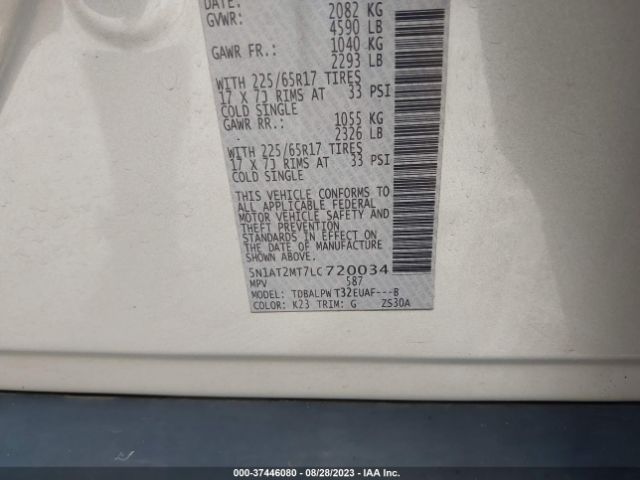 DATE:
GVWR: 2082 KG
4590 LB
GAWR FR.: 1040 KG
2293 LB
WITH 225/65R17 TIRES
17 X 7J RIMS AT 33 PSI
COLD SINGLE
GAWR RR.: 1055 KG
2326 LB
WITH 225/65R17 TIRES
17 X 7J RIMS AT 33 PSI
COLD SINGLE
THIS VEHICLE CONFORMS TO
ALL APPLICABLE FEDERAL
MOTOR VEHICLE SAFETY AND
THEFT PREVENTION
STANDARDS IN EFFECT ON
THE DATE OF MANUFACTURE
SHOWN ABOVE.
5N1AT2MT7LC720034
MPV 587
MODEL: TDBALPW T32EUAF---B
COLOR: K23 TRIM: G ZS30A
000-37446080 - 08/28/2023 - IAAI.com